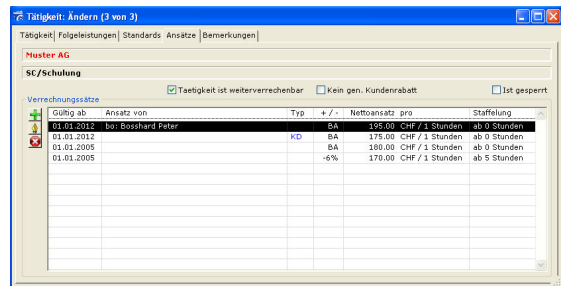 Tätigkeit: Ändern (3 von 3)
Tätigkeit Folgeleistungen Standards Ansätze Bemerkungen
Muster AG
SC/Schulung
Taetigkeit ist weiterverrechenbar Kein gen. Kundenrabatt Ist gesperrt
Verrechnungssätze
Gültig ab Ansatz von Typ + / - Nettoansatz pro Staffelung
01.01.2012 bo: Bosshard Peter BA 195.00 CHF / 1 Stunden ab 0 Stunden
01.01.2012 KD BA 175.00 CHF / 1 Stunden ab 0 Stunden
01.01.2005 BA 180.00 CHF / 1 Stunden ab 0 Stunden
01.01.2005 -6% 170.00 CHF / 1 Stunden ab 5 Stunden